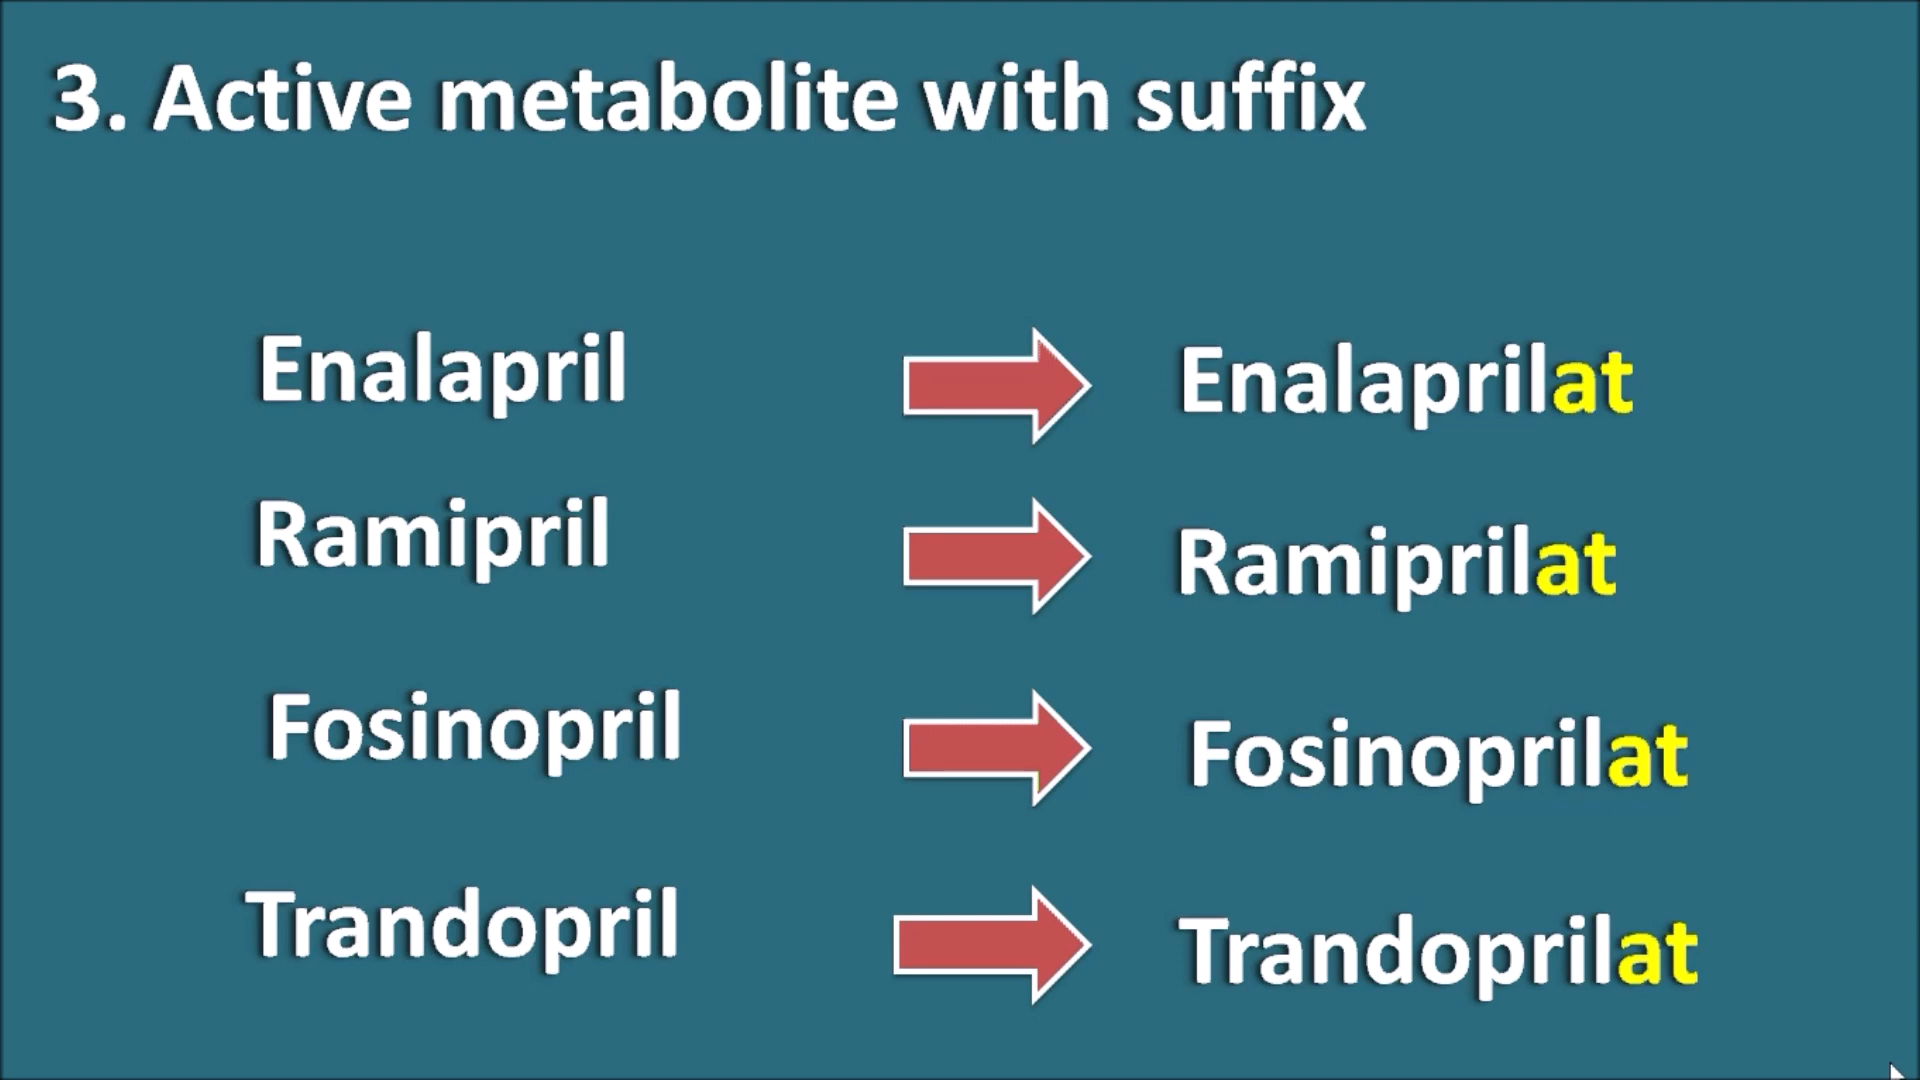 3. Active metabolite with suffix
Enalapril Enalaprilat
Ramipril Ramiprilat
Fosinopril Fosinoprilat
Trandopril Trandoprilat